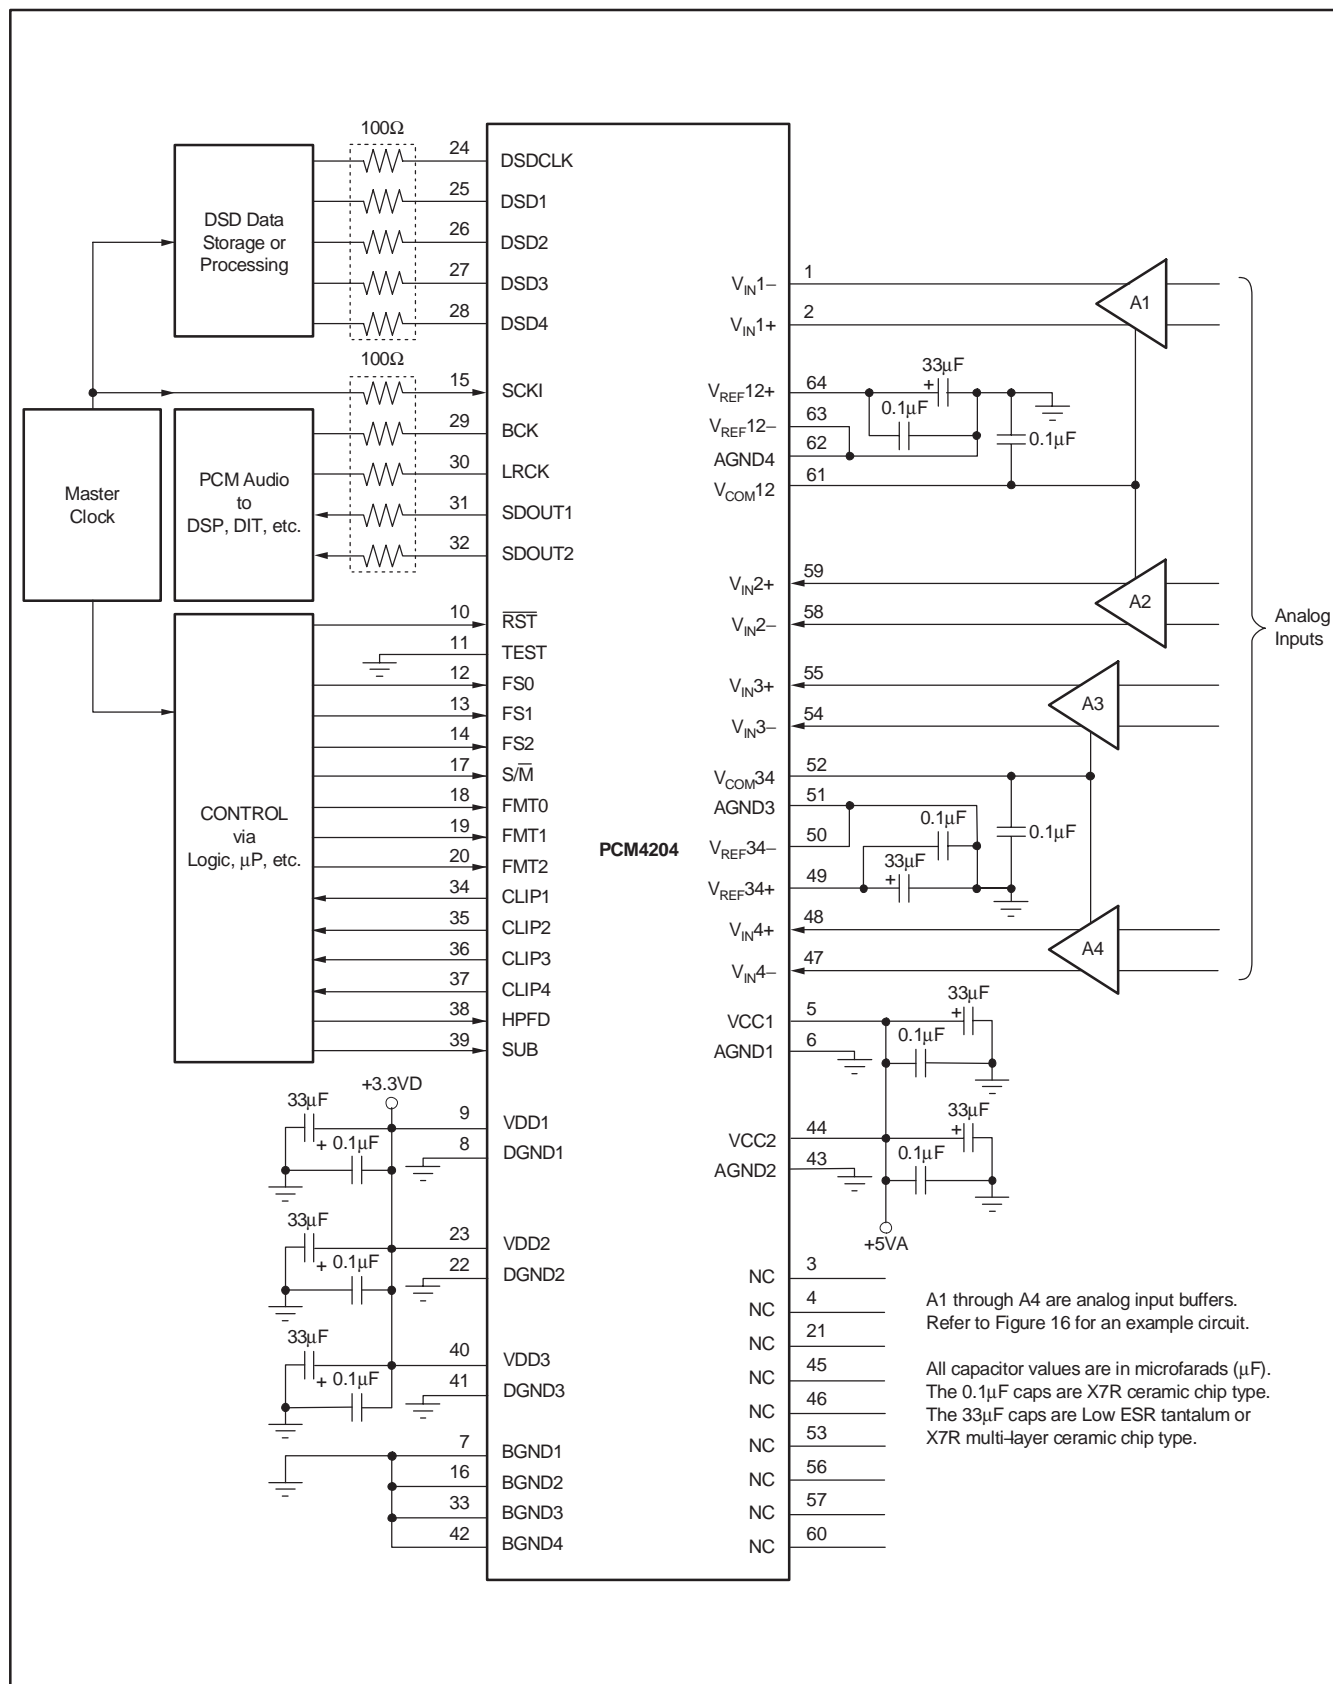 100Ω
24
DSDCLK
25
DSD1
26
DSD2
27
DSD3
28
DSD4
DSD Data
Storage or
Processing
100Ω
15
SCKI
29
BCK
30
LRCK
31
SDOUT1
32
SDOUT2
Master
Clock
PCM Audio
to
DSP, DIT, etc.
10
RST
11
TEST
12
FS0
13
FS1
14
FS2
17
S/M
18
FMT0
19
FMT1
20
FMT2
34
CLIP1
35
CLIP2
36
CLIP3
37
CLIP4
38
HPFD
39
SUB
CONTROL
via
Logic, μP, etc.
+3.3VD
33μF
+
0.1μF
9
VDD1
8
DGND1
33μF
+
0.1μF
23
VDD2
22
DGND2
33μF
+
0.1μF
40
VDD3
41
DGND3
7
BGND1
16
BGND2
33
BGND3
42
BGND4
PCM4204
VIN1−
1
VIN1+
2
A1
VREF12+
64
33μF
+
0.1μF
VREF12−
63
AGND4
62
0.1μF
VCOM12
61
VIN2+
59
VIN2−
58
A2
Analog
Inputs
VIN3+
55
VIN3−
54
A3
VCOM34
52
AGND3
51
0.1μF
0.1μF
VREF34−
50
33μF
+
VREF34+
49
VIN4+
48
VIN4−
47
A4
VCC1
5
33μF
+
0.1μF
AGND1
6
VCC2
44
33μF
+
0.1μF
AGND2
43
+5VA
NC
3
NC
4
NC
21
NC
45
NC
46
NC
53
NC
56
NC
57
NC
60
A1 through A4 are analog input buffers.
Refer to Figure 16 for an example circuit.
All capacitor values are in microfarads (μF).
The 0.1μF caps are X7R ceramic chip type.
The 33μF caps are Low ESR tantalum or
X7R multi−layer ceramic chip type.